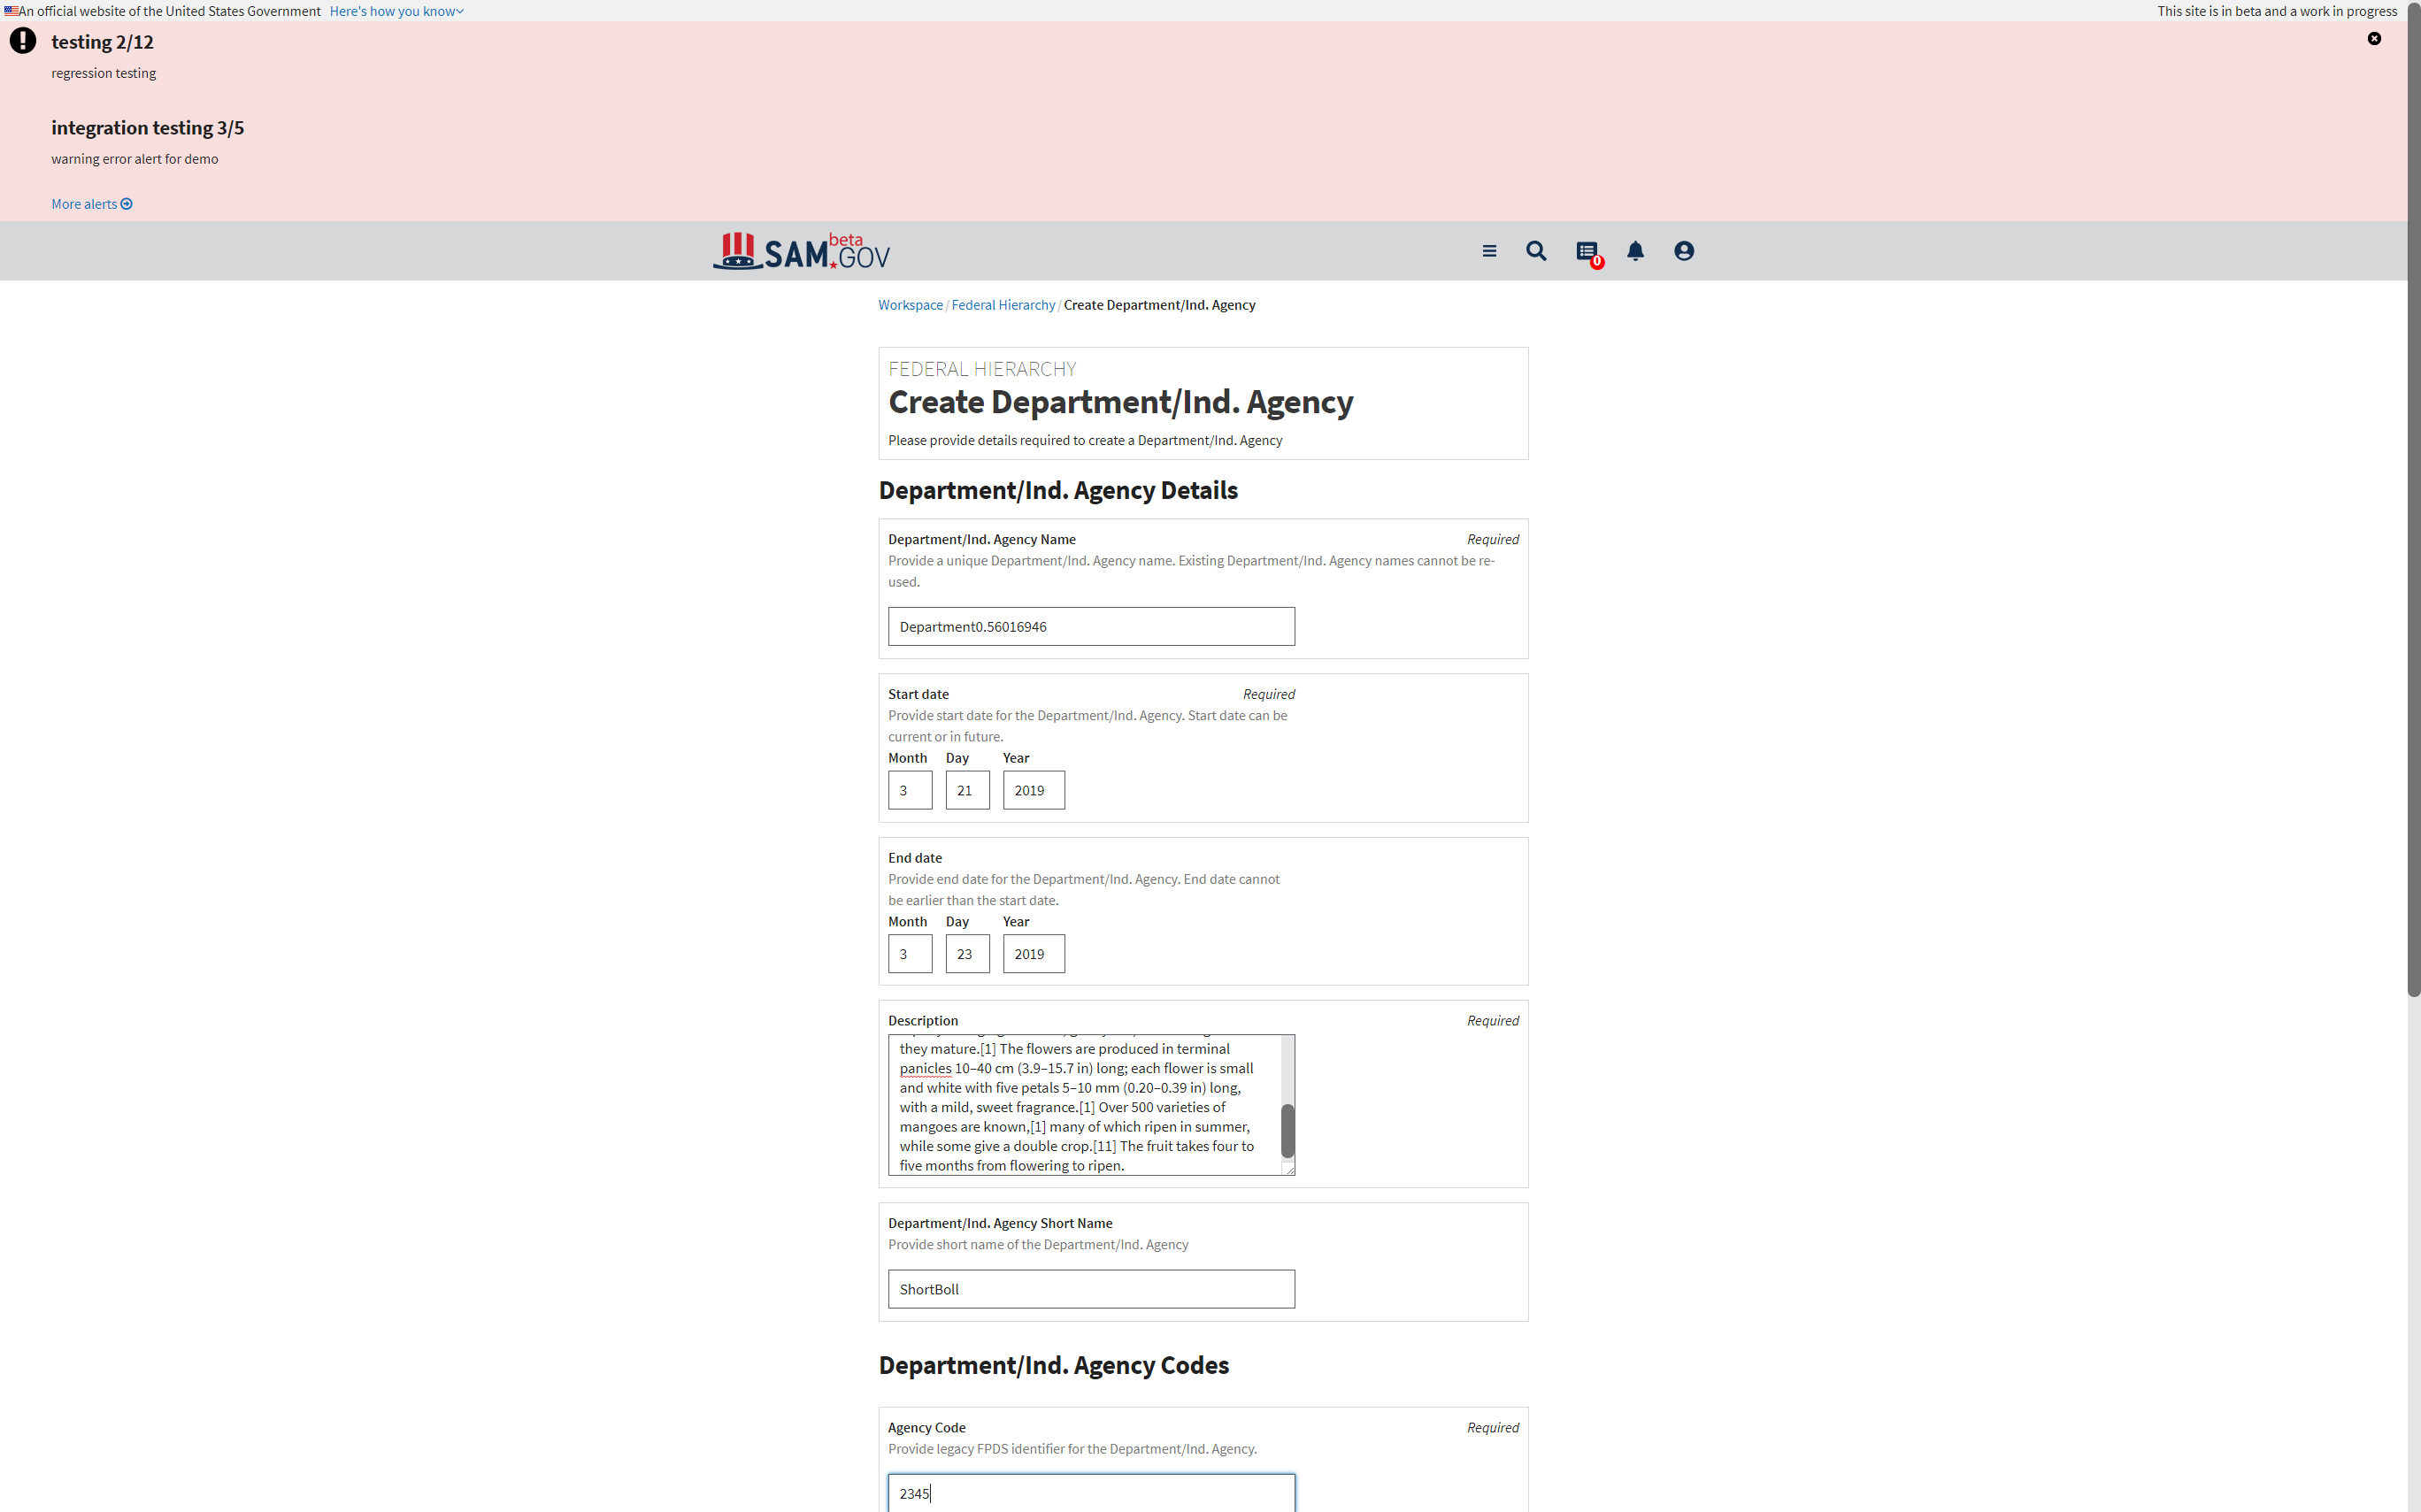 An official website of the United States Government Here's how you know
This site is in beta and a work in progress
testing 2/12
regression testing
integration testing 3/5
warning error alert for demo
More alerts
SAM.GOV beta
0
Workspace / Federal Hierarchy / Create Department/Ind. Agency
FEDERAL HIERARCHY
Create Department/Ind. Agency
Please provide details required to create a Department/Ind. Agency
Department/Ind. Agency Details
Department/Ind. Agency Name Required
Provide a unique Department/Ind. Agency name. Existing Department/Ind. Agency names cannot be re-
used.
Department0.56016946
Start date Required
Provide start date for the Department/Ind. Agency. Start date can be
current or in future.
Month Day Year
3 21 2019
End date
Provide end date for the Department/Ind. Agency. End date cannot
be earlier than the start date.
Month Day Year
3 23 2019
Description Required
they mature.[1] The flowers are produced in terminal
panicles 10–40 cm (3.9–15.7 in) long; each flower is small
and white with five petals 5–10 mm (0.20–0.39 in) long,
with a mild, sweet fragrance.[1] Over 500 varieties of
mangoes are known,[1] many of which ripen in summer,
while some give a double crop.[11] The fruit takes four to
five months from flowering to ripen.
Department/Ind. Agency Short Name
Provide short name of the Department/Ind. Agency
ShortBoll
Department/Ind. Agency Codes
Agency Code Required
Provide legacy FPDS identifier for the Department/Ind. Agency.
2345